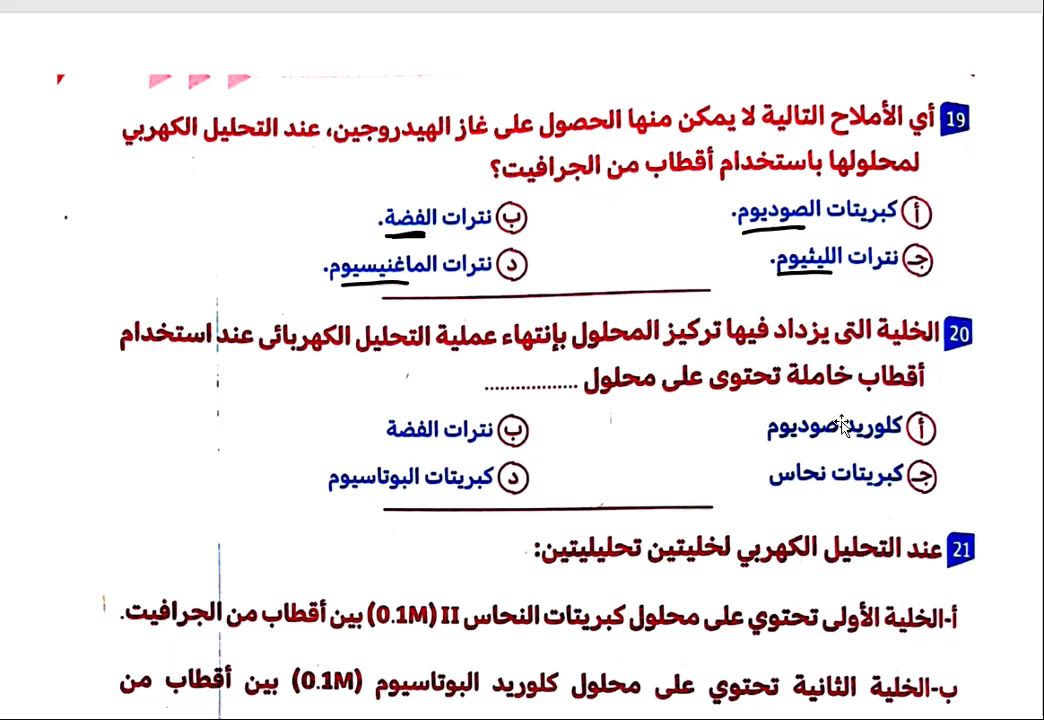 19 أي الأملاح التالية لا يمكن منها الحصول على غاز الهيدروجين، عند التحليل الكهربي
لمحلولها باستخدام أقطاب من الجرافيت؟
أ كبريتات الصوديوم. ب نترات الفضة.
جـ نترات الليثيوم. د نترات الماغنيسيوم.
20 الخلية التى يزداد فيها تركيز المحلول بإنتهاء عملية التحليل الكهربائى عند استخدام
أقطاب خاملة تحتوى على محلول ..................
أ كلوريد صوديوم ب نترات الفضة
جـ كبريتات نحاس د كبريتات البوتاسيوم
21 عند التحليل الكهربي لخليتين تحليليتين:
أ-الخلية الأولى تحتوي على محلول كبريتات النحاس II (0.1M) بين أقطاب من الجرافيت.
ب-الخلية الثانية تحتوي على محلول كلوريد البوتاسيوم (0.1M) بين أقطاب من